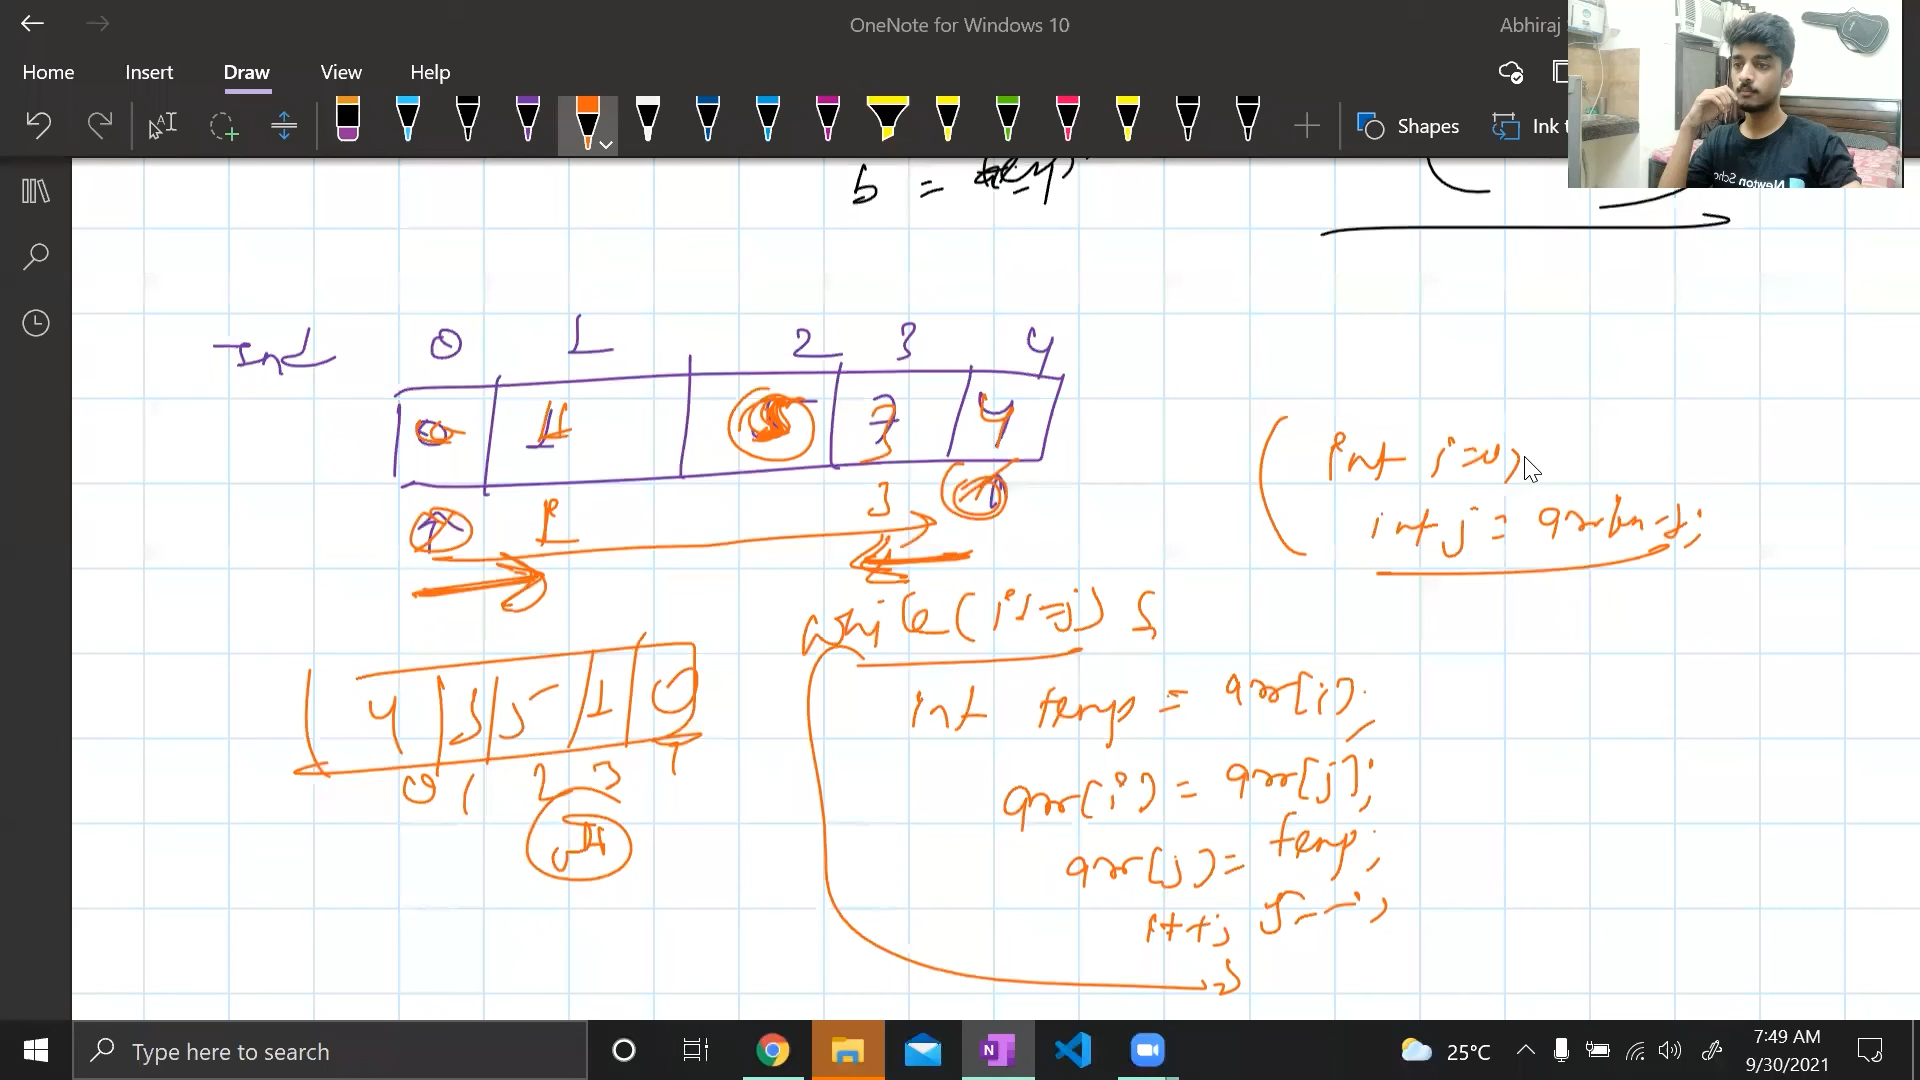 OneNote for Windows 10
Abhiraj
Home Insert Draw View Help
Shapes
Ink t
b = temp;
Ind 0 1 2 3 4
0 1 5 3 4
1 3
int i=0;
int j = arr.len-1;
while(i!=j) {
int temp = arr[i];
arr[i] = arr[j];
arr[j] = temp;
i++; j--;
}
4 3 5 1 0
0 1 2 3 4
Type here to search
25°C
7:49 AM
9/30/2021